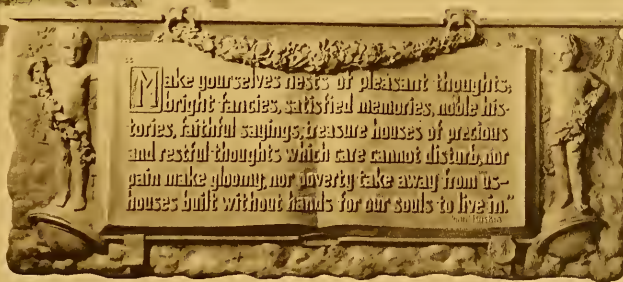 "Make yourselves nests of pleasant thoughts,
bright fancies, satisfied memories, noble his-
tories, faithful sayings, treasure houses of precious
and restful thoughts which care cannot disturb, nor
pain make gloomy, nor poverty take away from us-
houses built without hands for our souls to live in."
Ruskin